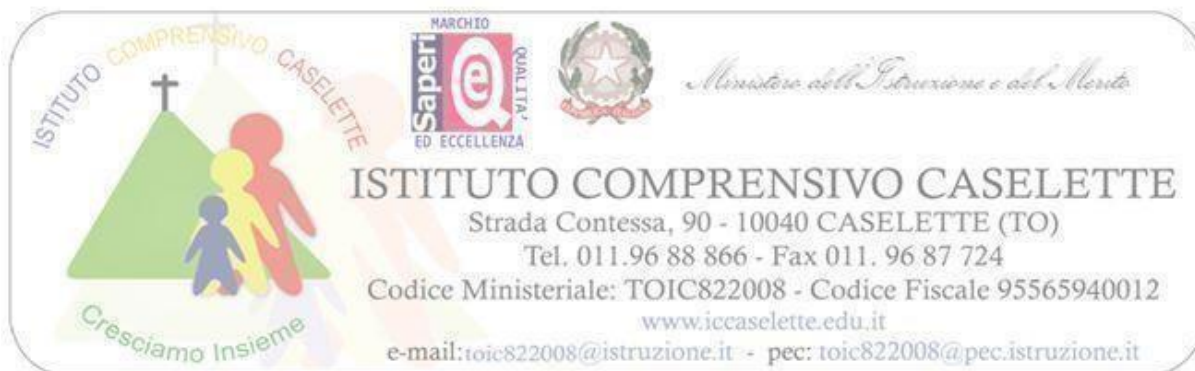 ISTITUTO COMPRENSIVO CASELETTE
Cresciamo Insieme
MARCHIO
Saperi
e
QUALITA'
ED ECCELLENZA
Ministero dell'Istruzione e del Merito
ISTITUTO COMPRENSIVO CASELETTE
Strada Contessa, 90 - 10040 CASELETTE (TO)
Tel. 011.96 88 866 - Fax 011. 96 87 724
Codice Ministeriale: TOIC822008 - Codice Fiscale 95565940012
www.iccaselette.edu.it
e-mail:toic822008@istruzione.it - pec: toic822008@pec.istruzione.it